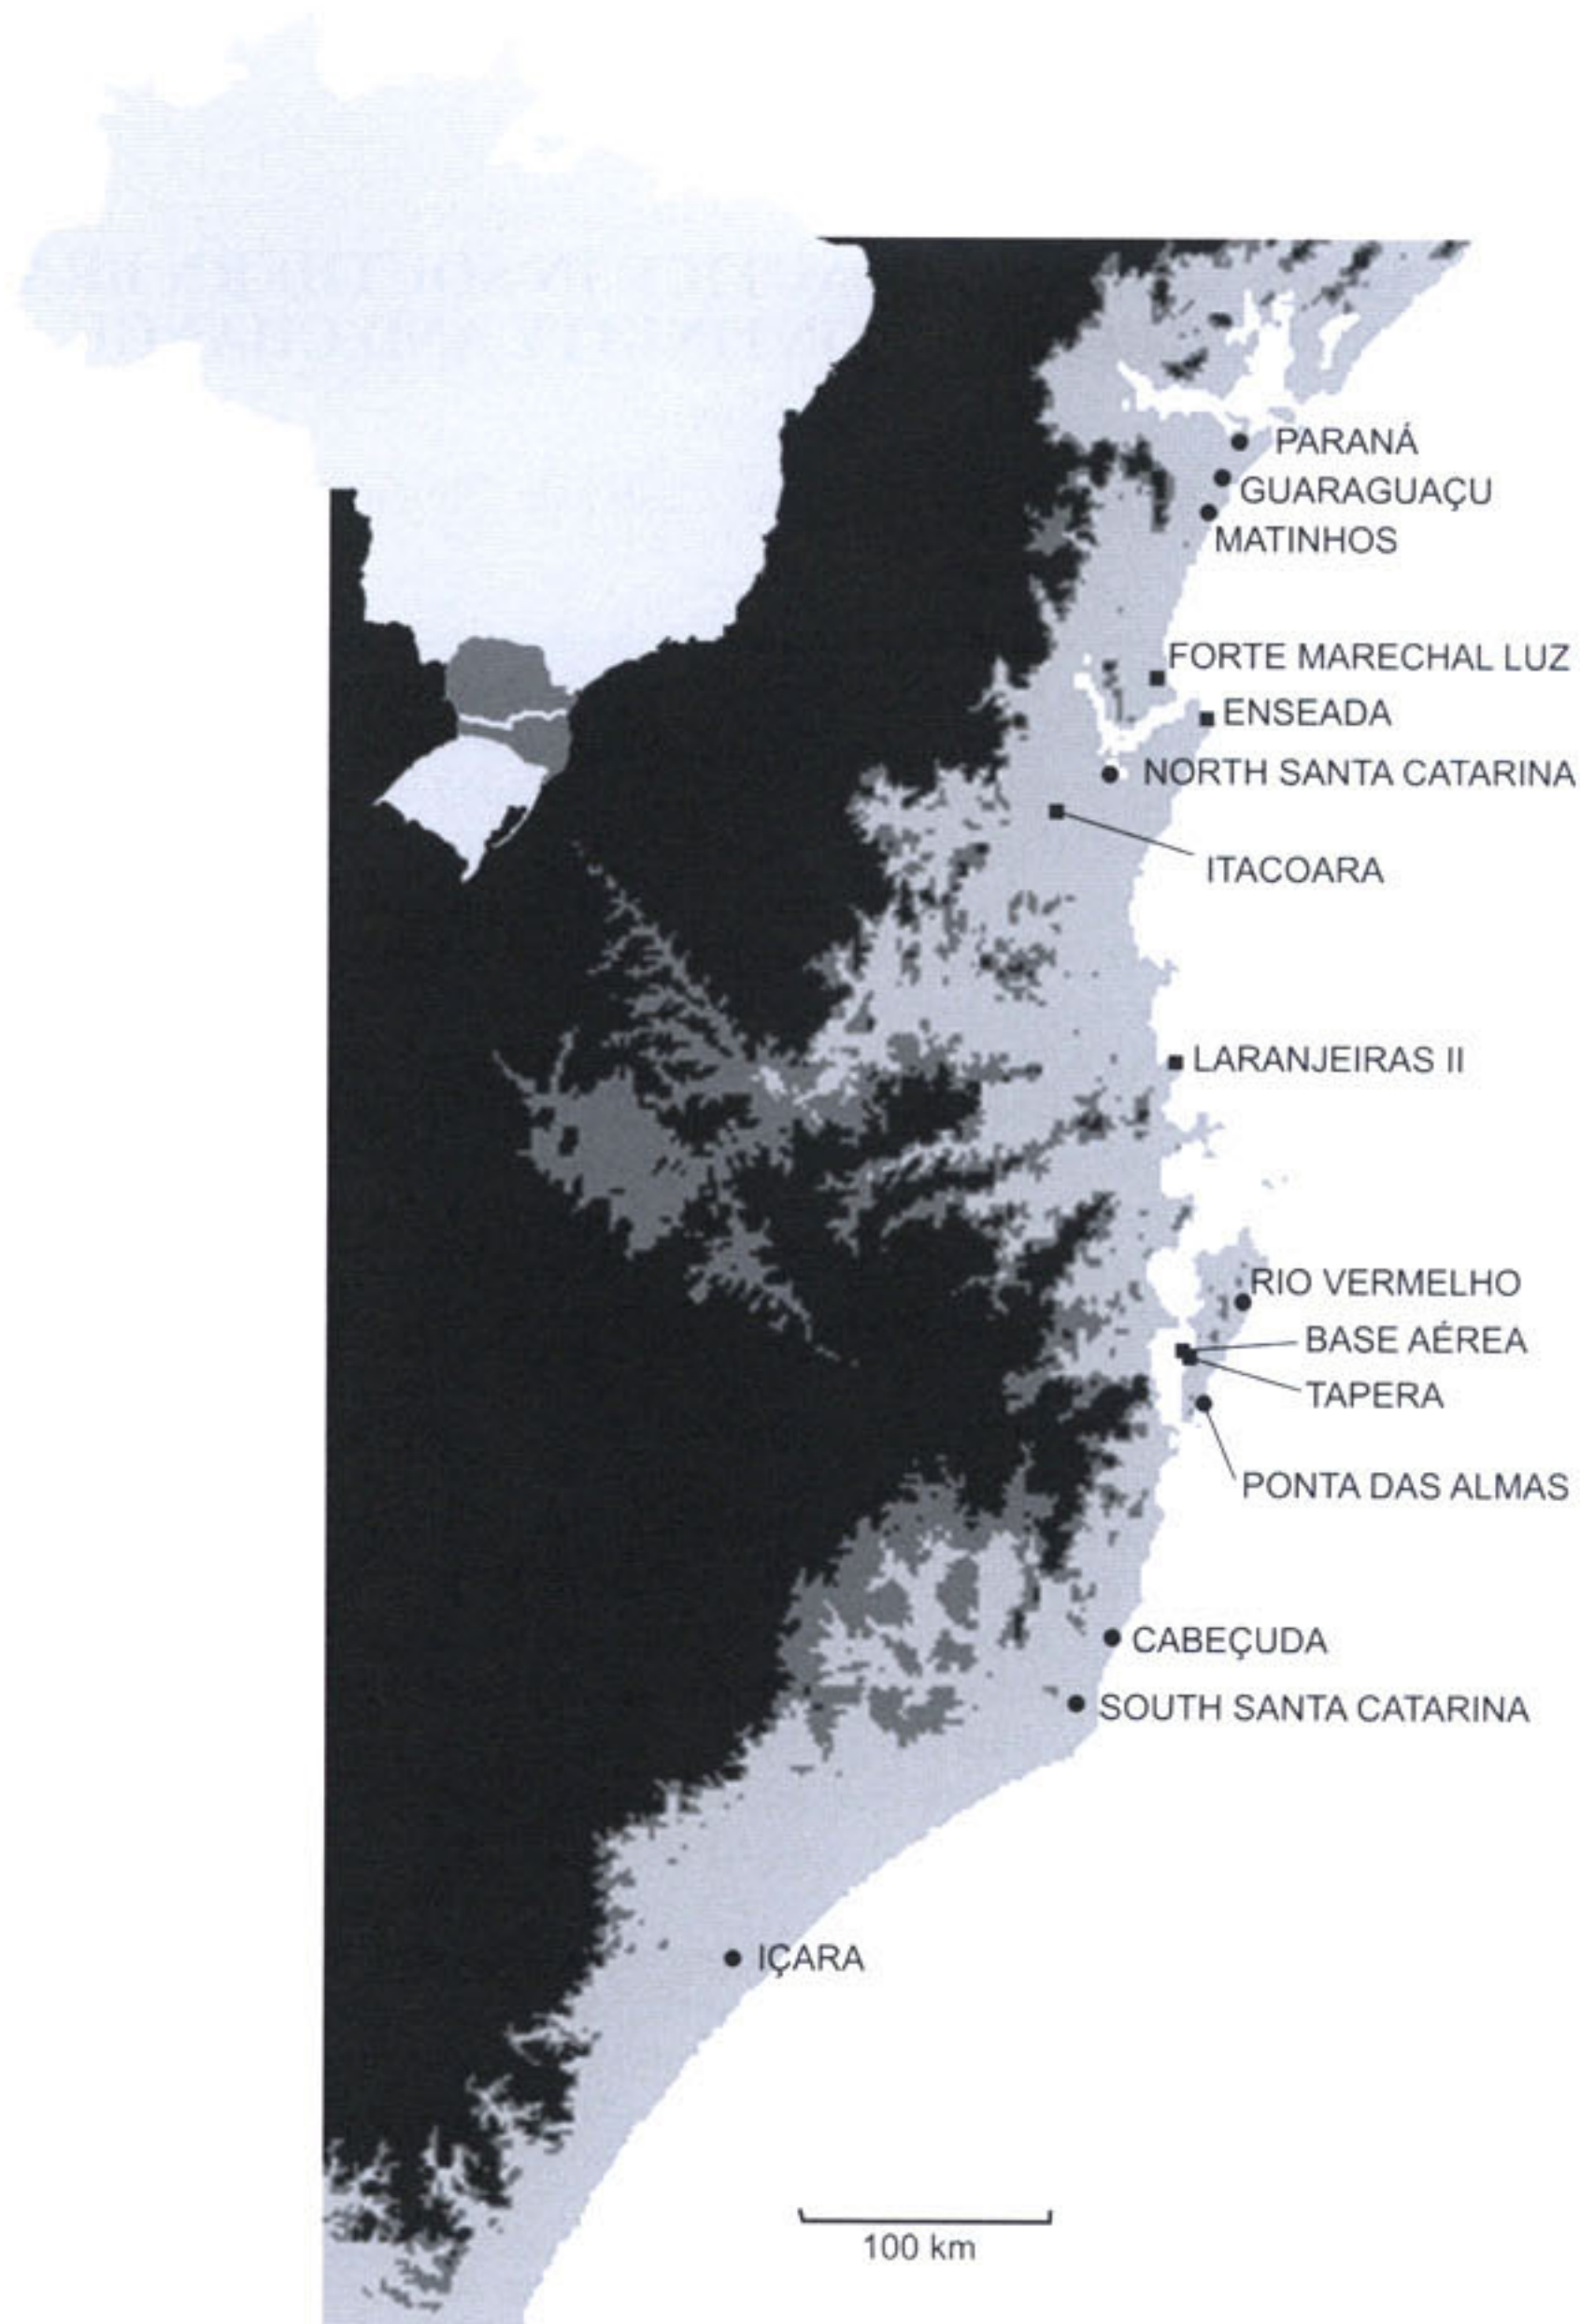 PARANÁ
GUARAGUAÇU
MATINHOS
FORTE MARECHAL LUZ
ENSEADA
NORTH SANTA CATARINA
ITACOARA
LARANJEIRAS II
RIO VERMELHO
BASE AÉREA
TAPERA
PONTA DAS ALMAS
CABEÇUDA
SOUTH SANTA CATARINA
IÇARA
100 km